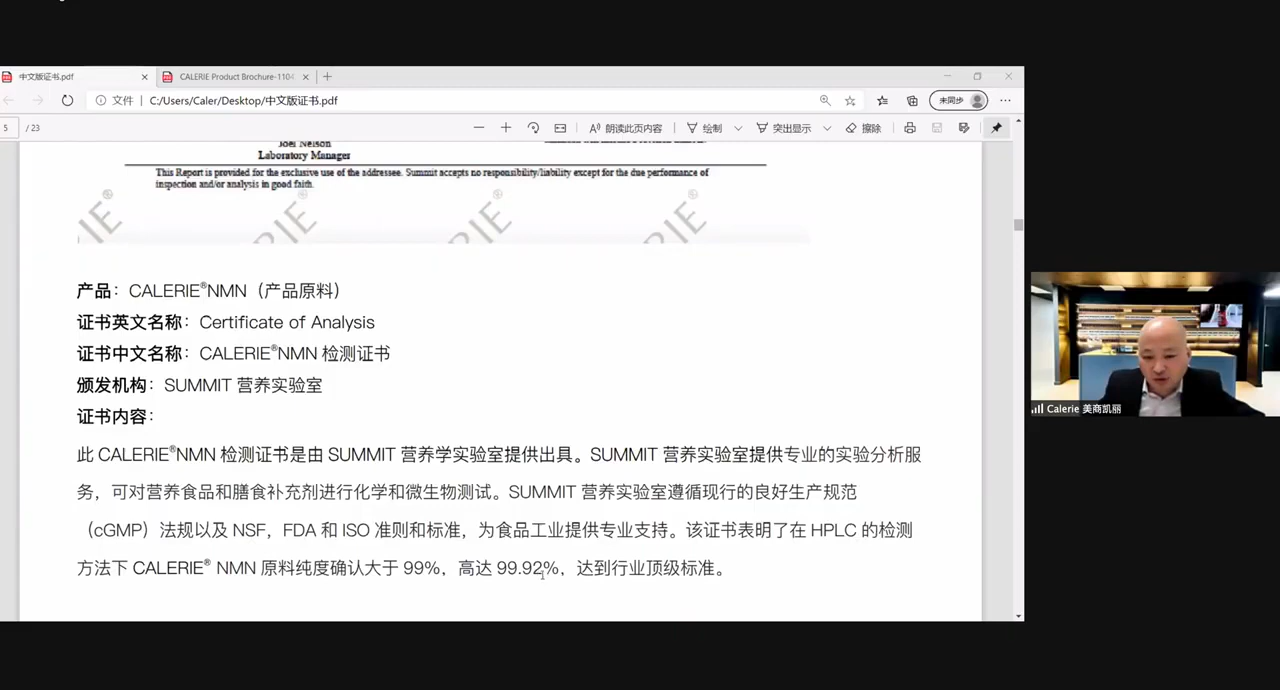 中文版证书.pdf
CALERIE Product Brochure-110-
文件
C:/Users/Caler/Desktop/中文版证书.pdf
未同步
5 / 23
朗读此页内容
绘制
突出显示
擦除
Joel Nelson
Laboratory Manager
This Report is provided for the exclusive use of the addressee. Summit accepts no responsibility/liability except for the due performance of
inspection and/or analysis in good faith.
产品：CALERIE®NMN（产品原料）
证书英文名称：Certificate of Analysis
证书中文名称：CALERIE®NMN 检测证书
颁发机构：SUMMIT 营养实验室
证书内容：
此 CALERIE®NMN 检测证书是由 SUMMIT 营养学实验室提供出具。SUMMIT 营养实验室提供专业的实验分析服
务，可对营养食品和膳食补充剂进行化学和微生物测试。SUMMIT 营养实验室遵循现行的良好生产规范
（cGMP）法规以及 NSF，FDA 和 ISO 准则和标准，为食品工业提供专业支持。该证书表明了在 HPLC 的检测
方法下 CALERIE® NMN 原料纯度确认大于 99%，高达 99.92%，达到行业顶级标准。
Calerie 美商凯丽